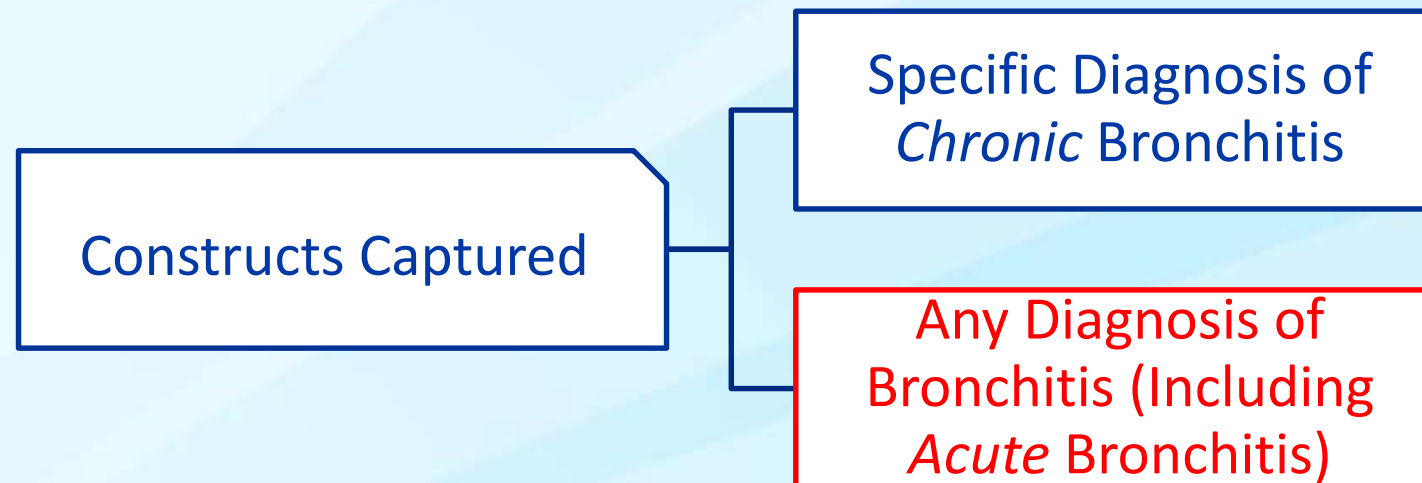 Constructs Captured
Specific Diagnosis of
Chronic Bronchitis
Any Diagnosis of
Bronchitis (Including
Acute Bronchitis)